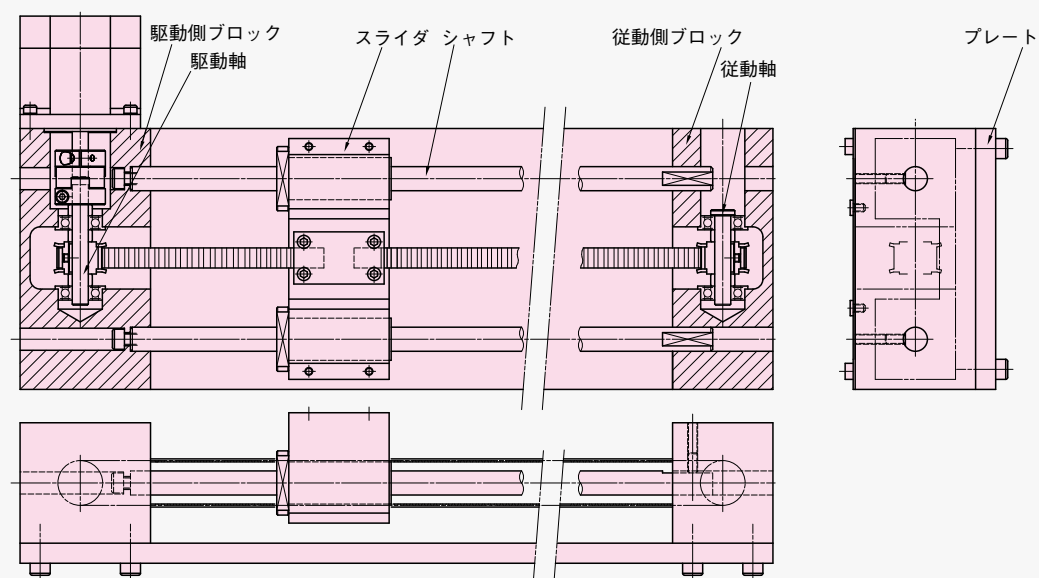 駆動側ブロック
駆動軸
スライダ シャフト
従動側ブロック
従動軸
プレート